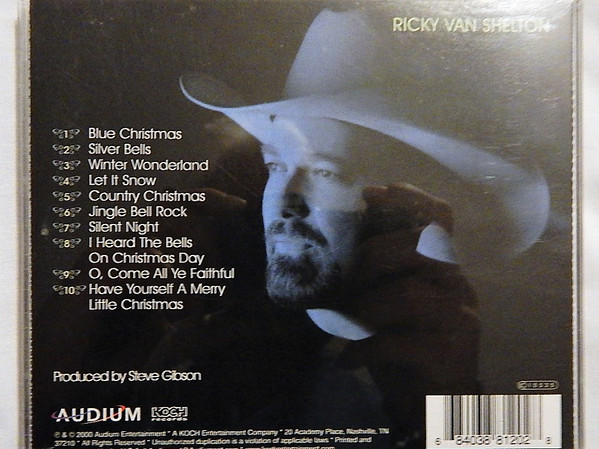 RICKY VAN SHELTON
1 Blue Christmas
2 Silver Bells
3 Winter Wonderland
4 Let It Snow
5 Country Christmas
6 Jingle Bell Rock
7 Silent Night
8 I Heard The Bells
On Christmas Day
9 O, Come All Ye Faithful
10 Have Yourself A Merry
Little Christmas
Produced by Steve Gibson
AUDIUM KOCH RECORDS
℗ & © 2000 Audium Entertainment * A KOCH Entertainment Company * 20 Academy Place, Nashville, TN
37210 * All Rights Reserved * Unauthorized duplication is a violation of applicable laws * Printed and
6 84038 81202 8